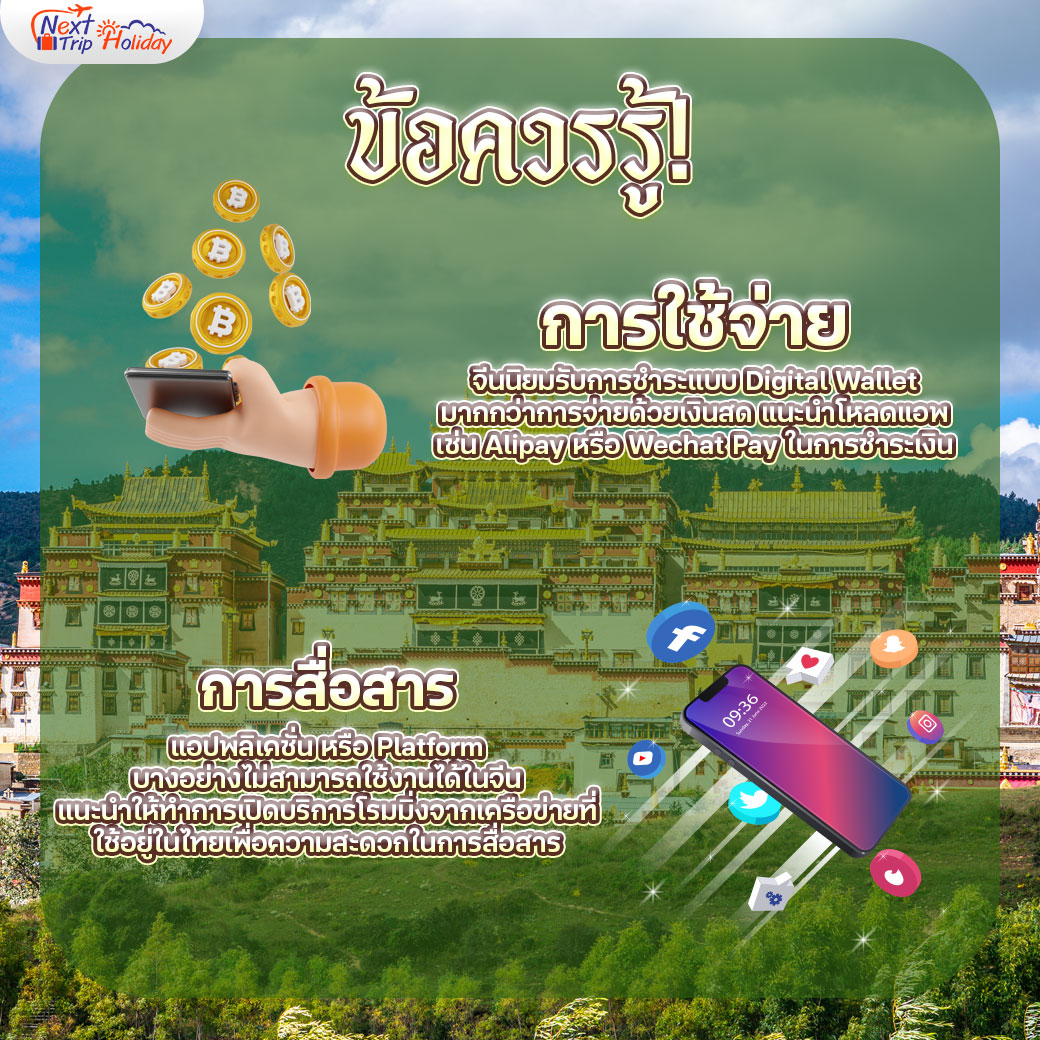 Next
Trip Holiday
ข้อควรรู้!
การใช้จ่าย
จีนนิยมรับการชำระแบบ Digital Wallet
มากกว่าการจ่ายด้วยเงินสด แนะนำโหลดแอพ
เช่น Alipay หรือ Wechat Pay ในการชำระเงิน
การสื่อสาร
แอปพลิเคชั่น หรือ Platform
บางอย่างไม่สามารถใช้งานได้ในจีน
แนะนำให้ทำการเปิดบริการโรมมิ่งจากเครือข่ายที่
ใช้อยู่ในไทยเพื่อความสะดวกในการสื่อสาร
09:36